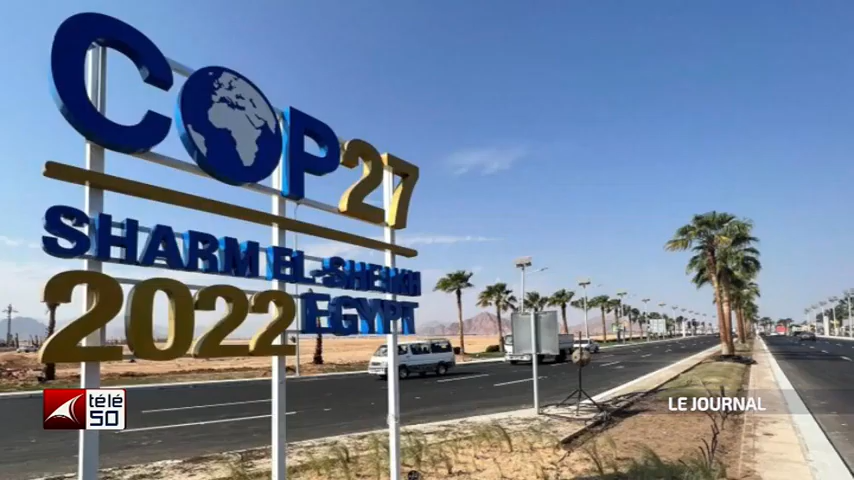 COP27
SHARM EL-SHEIKH
2022 EGYPT
télé
50
LE JOURNAL